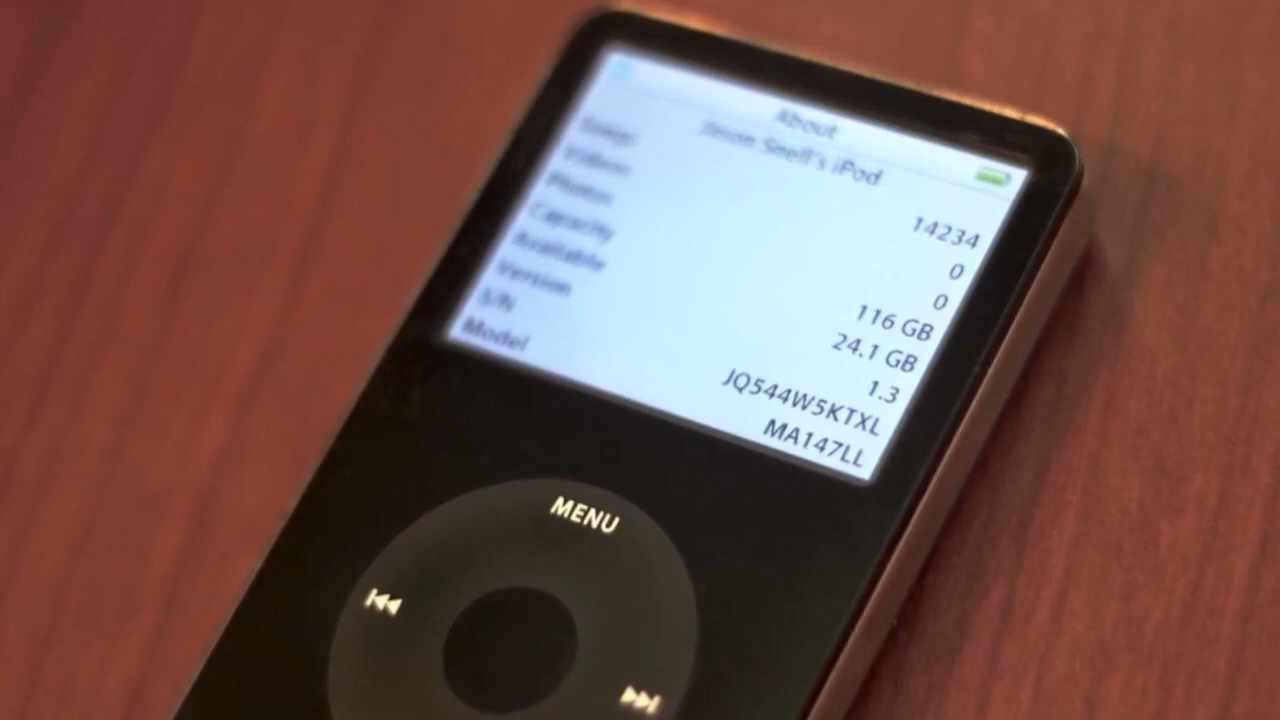 About
Jason Snell's iPod
Songs 14234
Videos 0
Photos 0
Capacity 116 GB
Available 24.1 GB
Version 1.3
S/N JQ544W5KTXL
Model MA147LL
MENU